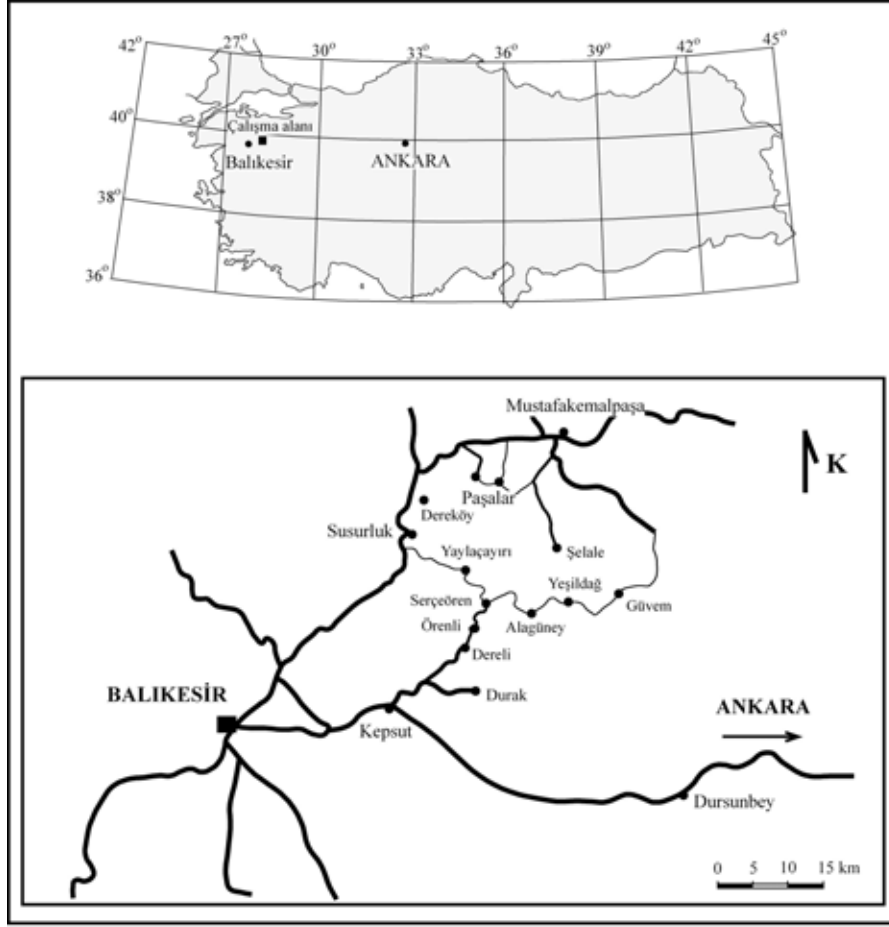 42°
27°
30°
33°
36°
39°
42°
45°
40°
Çalışma alanı
Balıkesir
ANKARA
38°
36°
Mustafakemalpaşa
K
Paşalar
Dereköy
Susurluk
Şelale
Yaylaçayırı
Yeşildağ
Güvem
Serçeören
Alagüney
Örenli
Dereli
Durak
BALIKESİR
ANKARA
Kepsut
Dursunbey
0 5 10 15 km